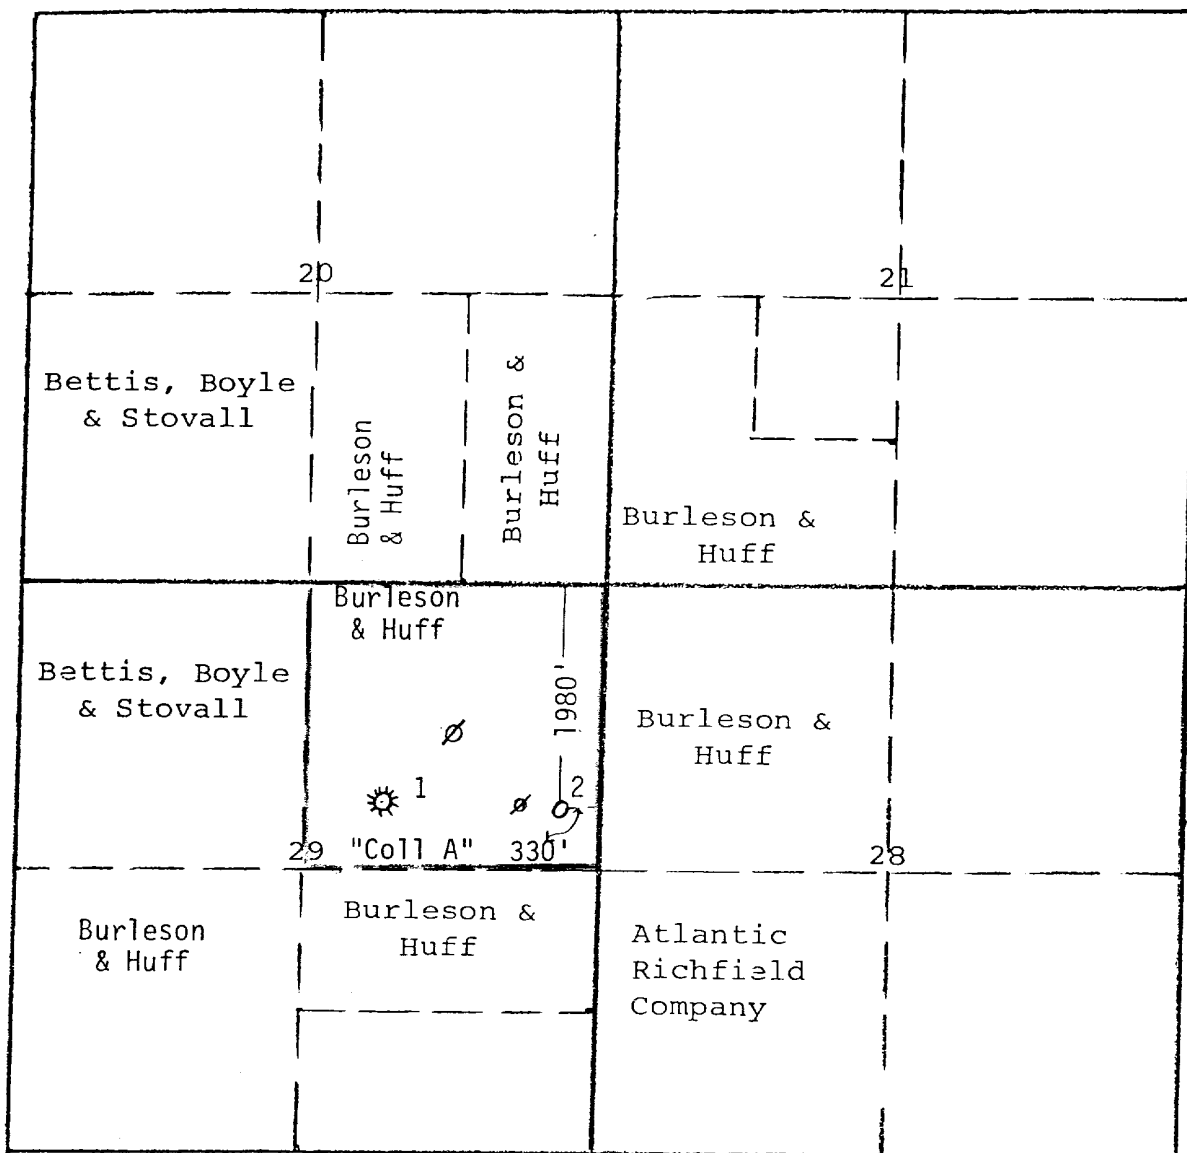 20
21
Bettis, Boyle
& Stovall
Burleson
& Huff
Burleson &
Huff
Burleson &
Huff
Burleson
& Huff
Bettis, Boyle
& Stovall
1980'
Burleson &
Huff
1
2
29
"Coll A"
330'
28
Burleson
& Huff
Burleson &
Huff
Atlantic
Richfield
Company